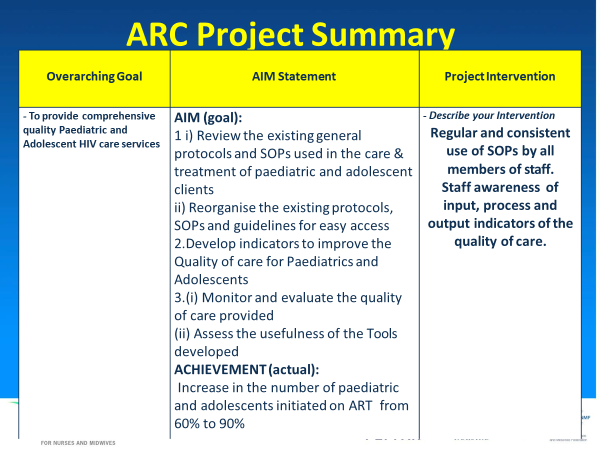 ARC Project Summary
Overarching Goal
AIM Statement
Project Intervention
- To provide comprehensive
quality Paediatric and
Adolescent HIV care services
AIM (goal):
1 i) Review the existing general
protocols and SOPs used in the care &
treatment of paediatric and adolescent
clients
ii) Reorganise the existing protocols,
SOPs and guidelines for easy access
2.Develop indicators to improve the
Quality of care for Paediatrics and
Adolescents
3.(i) Monitor and evaluate the quality
of care provided
(ii) Assess the usefulness of the Tools
developed
ACHIEVEMENT (actual):
Increase in the number of paediatric
and adolescents initiated on ART from
60% to 90%
- Describe your Intervention
Regular and consistent
use of SOPs by all
members of staff.
Staff awareness of
input, process and
output indicators of the
quality of care.
FOR NURSES AND MIDWIVES